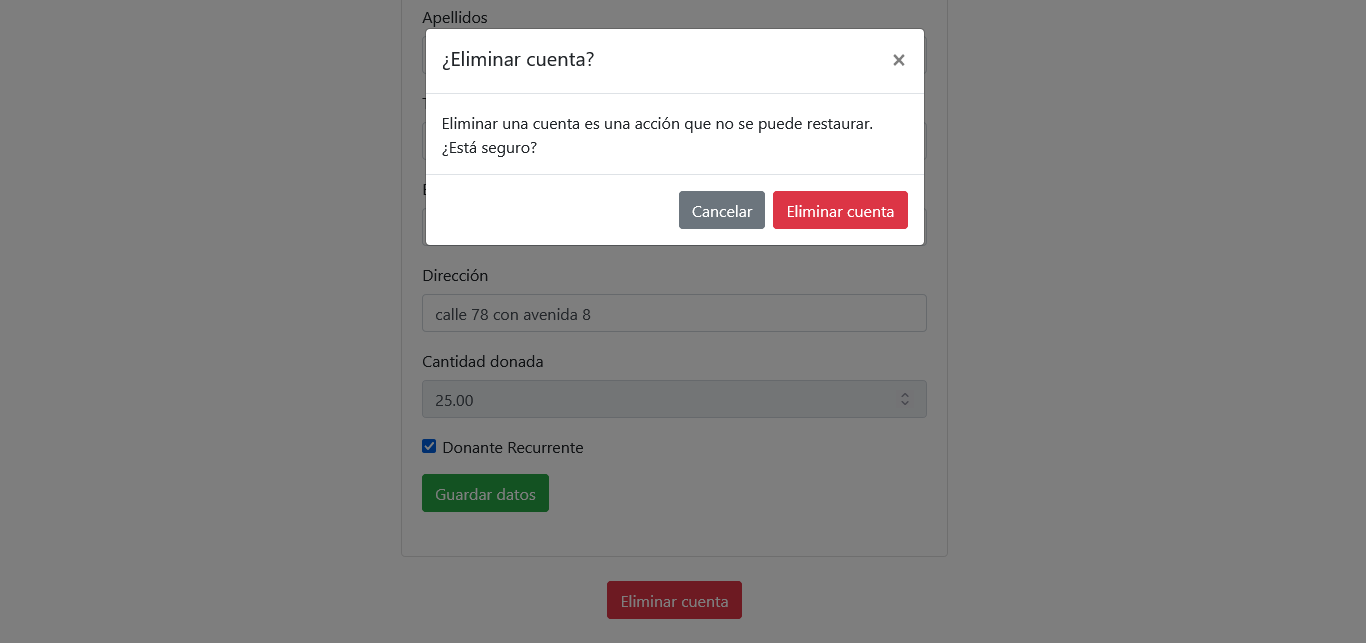 Apellidos
¿Eliminar cuenta?
×
Eliminar una cuenta es una acción que no se puede restaurar.
¿Está seguro?
Cancelar
Eliminar cuenta
Dirección
calle 78 con avenida 8
Cantidad donada
25.00
Donante Recurrente
Guardar datos
Eliminar cuenta